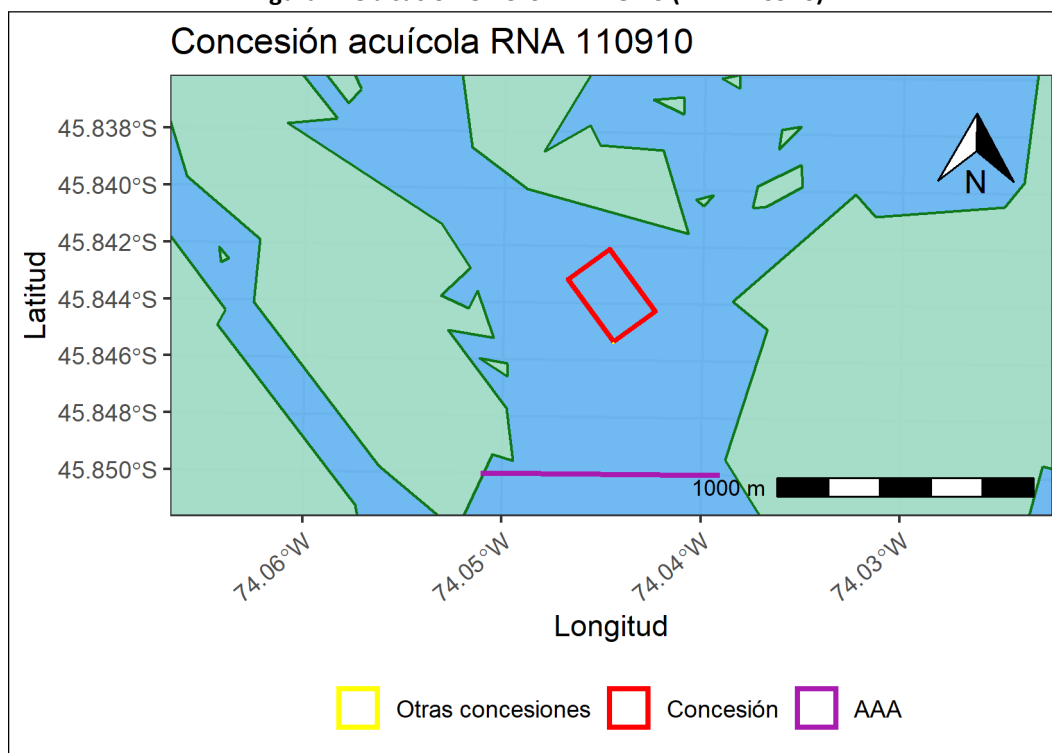 Concesión acuícola RNA 110910
Latitud
45.838°S
45.840°S
45.842°S
45.844°S
45.846°S
45.848°S
45.850°S
N
1000 m
74.06°W
74.05°W
74.04°W
74.03°W
Longitud
Otras concesiones
Concesión
AAA